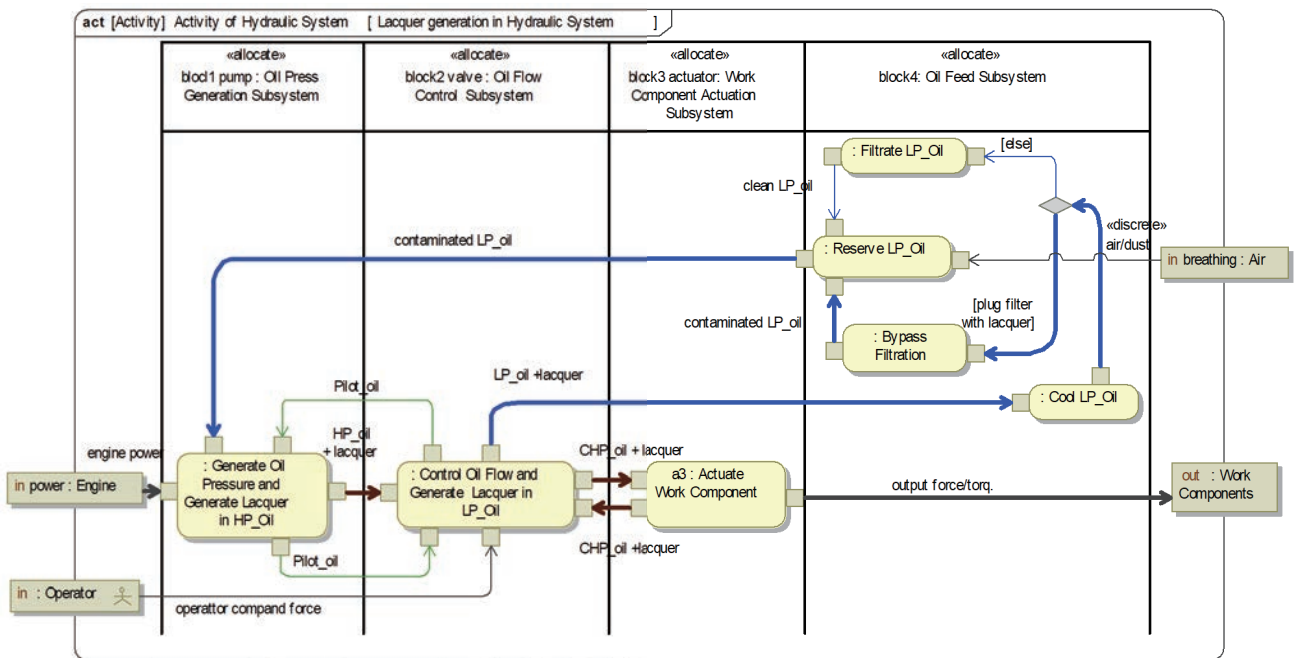 act [Activity] Activity of Hydraulic System [ Lacquer generation in Hydraulic System ]
«allocate»
block1 pump : Oil Press
Generation Subsystem
«allocate»
block2 valve : Oil Flow
Control Subsystem
«allocate»
block3 actuator: Work
Component Actuation
Subsystem
«allocate»
block4: Oil Feed Subsystem
: Filtrate LP_Oil
[else]
clean LP_oil
«discrete»
air/dust
contaminated LP_oil
: Reserve LP_Oil
in breathing : Air
contaminated LP_oil
[plug filter
with lacquer]
: Bypass
Filtration
LP_oil +lacquer
Pilot_oil
: Cool LP_Oil
HP_oil
+ lacquer
engine power
CHP_oil + lacquer
in power : Engine
: Generate Oil
Pressure and
Generate Lacquer
in HP_Oil
: Control Oil Flow and
Generate Lacquer in
LP_Oil
a3 : Actuate
Work Component
output force/torq.
out : Work
Components
CHP_oil +lacquer
Pilot_oil
in : Operator
operattor compand force